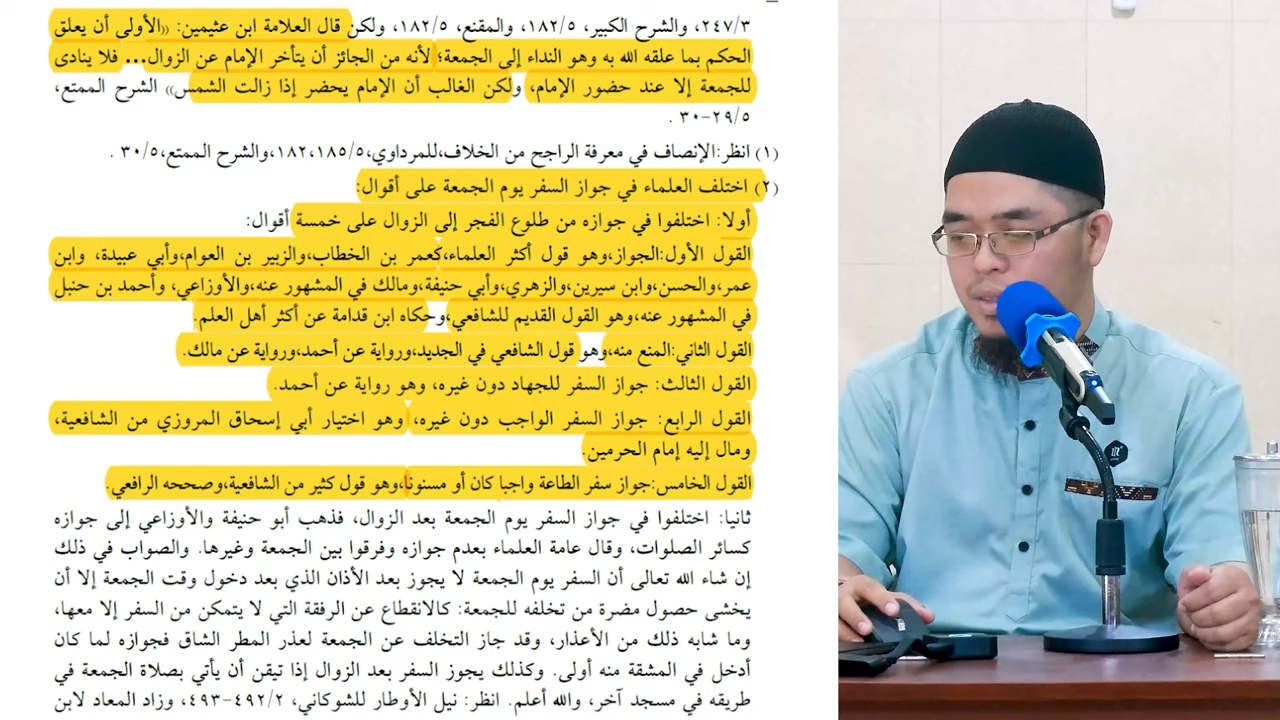 ٢٤٧/٣، والشرح الكبير، ١٨٢/٥، والمقنع، ١٨٢/٥، ولكن قال العلامة ابن عثيمين: «الأولى أن يعلق
الحكم بما علقه الله به وهو النداء إلى الجمعة؛ لأنه من الجائز أن يتأخر الإمام عن الزوال... فلا ينادى
للجمعة إلا عند حضور الإمام، ولكن الغالب أن الإمام يحضر إذا زالت الشمس» الشرح الممتع،
٢٩/٥-٣٠ .
(١) انظر:الإنصاف في معرفة الراجح من الخلاف،للمرداوي،١٨٢،١٨٥/٥،والشرح الممتع،٣٠/٥ .
(٢) اختلف العلماء في جواز السفر يوم الجمعة على أقوال:
أولا: اختلفوا في جوازه من طلوع الفجر إلى الزوال على خمسة أقوال:
القول الأول:الجواز،وهو قول أكثر العلماء،كعمر بن الخطاب،والزبير بن العوام،وأبي عبيدة، وابن
عمر،والحسن،وابن سيرين،والزهري،وأبي حنيفة،ومالك في المشهور عنه،والأوزاعي، وأحمد بن حنبل
في المشهور عنه،وهو القول القديم للشافعي،وحكاه ابن قدامة عن أكثر أهل العلم.
القول الثاني:المنع منه،وهو قول الشافعي في الجديد،ورواية عن أحمد،ورواية عن مالك.
القول الثالث: جواز السفر للجهاد دون غيره، وهو رواية عن أحمد.
القول الرابع: جواز السفر الواجب دون غيره، وهو اختيار أبي إسحاق المروزي من الشافعية،
ومال إليه إمام الحرمين.
القول الخامس:جواز سفر الطاعة واجبا كان أو مسنونا،وهو قول كثير من الشافعية،وصححه الرافعي.
ثانيا: اختلفوا في جواز السفر يوم الجمعة بعد الزوال، فذهب أبو حنيفة والأوزاعي إلى جوازه
كسائر الصلوات، وقال عامة العلماء بعدم جوازه وفرقوا بين الجمعة وغيرها. والصواب في ذلك
إن شاء الله تعالى أن السفر يوم الجمعة لا يجوز بعد الأذان الذي بعد دخول وقت الجمعة إلا أن
يخشى حصول مضرة من تخلفه للجمعة: كالانقطاع عن الرفقة التي لا يتمكن من السفر إلا معها،
وما شابه ذلك من الأعذار، وقد جاز التخلف عن الجمعة لعذر المطر الشاق فجوازه لما كان
أدخل في المشقة منه أولى. وكذلك يجوز السفر بعد الزوال إذا تيقن أن يأتي بصلاة الجمعة في
طريقه في مسجد آخر، والله أعلم. انظر: نيل الأوطار للشوكاني، ٤٩٢/٢-٤٩٣، وزاد المعاد لابن